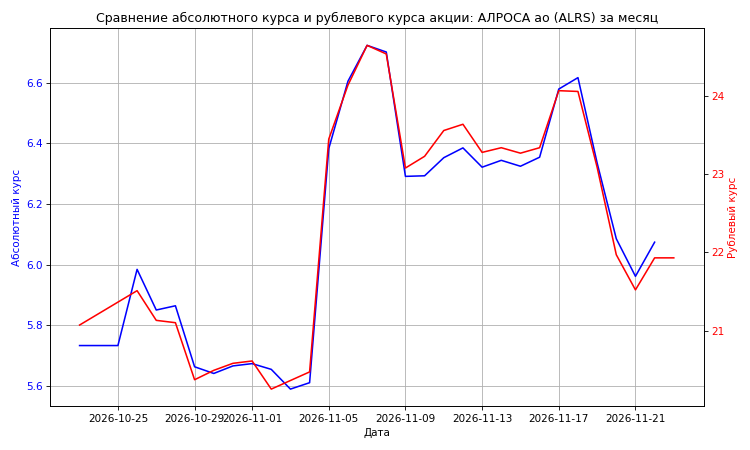 Сравнение абсолютного курса и рублевого курса акции: АЛРОСА ао (ALRS) за месяц
Абсолютный курс
6.6
6.4
6.2
6.0
5.8
5.6
24
23
22
21
Рублевый курс
2026-10-25 2026-10-29 2026-11-01 2026-11-05 2026-11-09 2026-11-13 2026-11-17 2026-11-21
Дата